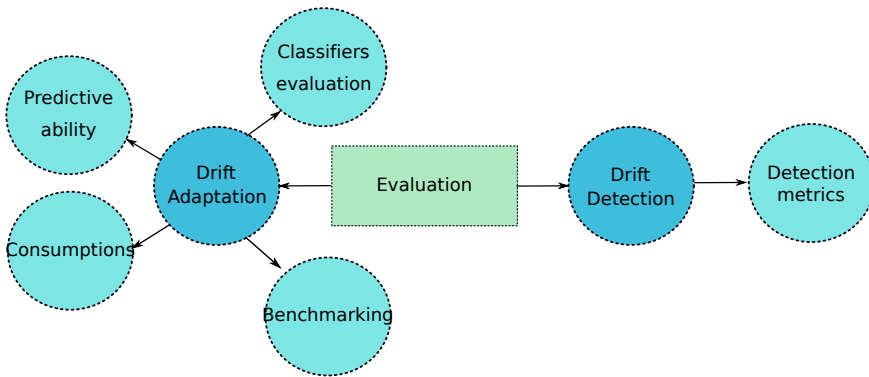 Classifiers
evaluation
Predictive
ability
Drift
Adaptation
Evaluation
Drift
Detection
Detection
metrics
Consumptions
Benchmarking